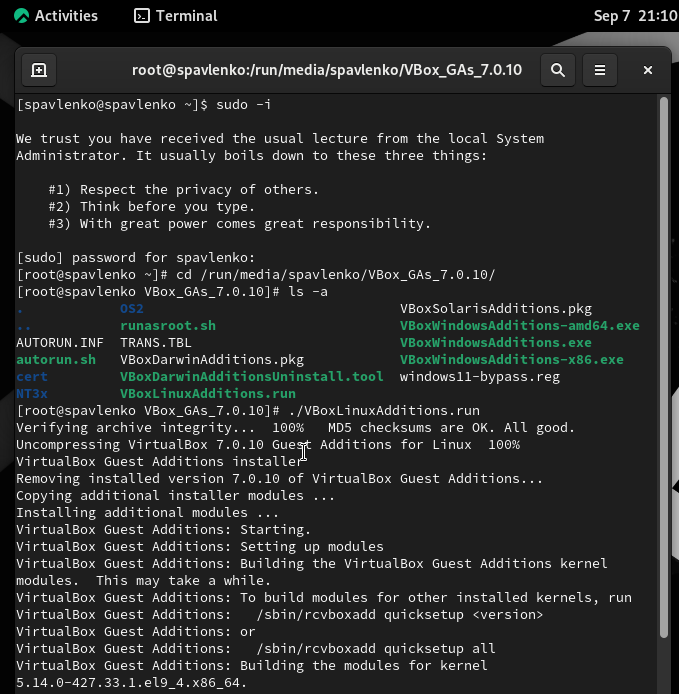 Activities Terminal Sep 7 21:10
root@spavlenko:/run/media/spavlenko/VBox_GAs_7.0.10
[spavlenko@spavlenko ~]$ sudo -i
We trust you have received the usual lecture from the local System
Administrator. It usually boils down to these three things:
#1) Respect the privacy of others.
#2) Think before you type.
#3) With great power comes great responsibility.
[sudo] password for spavlenko:
[root@spavlenko ~]# cd /run/media/spavlenko/VBox_GAs_7.0.10/
[root@spavlenko VBox_GAs_7.0.10]# ls -a
. OS2 VBoxSolarisAdditions.pkg
.. runasroot.sh VBoxWindowsAdditions-amd64.exe
AUTORUN.INF TRANS.TBL VBoxWindowsAdditions.exe
autorun.sh VBoxDarwinAdditions.pkg VBoxWindowsAdditions-x86.exe
cert VBoxDarwinAdditionsUninstall.tool windows11-bypass.reg
NT3x VBoxLinuxAdditions.run
[root@spavlenko VBox_GAs_7.0.10]# ./VBoxLinuxAdditions.run
Verifying archive integrity... 100% MD5 checksums are OK. All good.
Uncompressing VirtualBox 7.0.10 Guest Additions for Linux 100%
VirtualBox Guest Additions installer
Removing installed version 7.0.10 of VirtualBox Guest Additions...
Copying additional installer modules ...
Installing additional modules ...
VirtualBox Guest Additions: Starting.
VirtualBox Guest Additions: Setting up modules
VirtualBox Guest Additions: Building the VirtualBox Guest Additions kernel
modules. This may take a while.
VirtualBox Guest Additions: To build modules for other installed kernels, run
VirtualBox Guest Additions: /sbin/rcvboxadd quicksetup <version>
VirtualBox Guest Additions: or
VirtualBox Guest Additions: /sbin/rcvboxadd quicksetup all
VirtualBox Guest Additions: Building the modules for kernel
5.14.0-427.33.1.el9_4.x86_64.